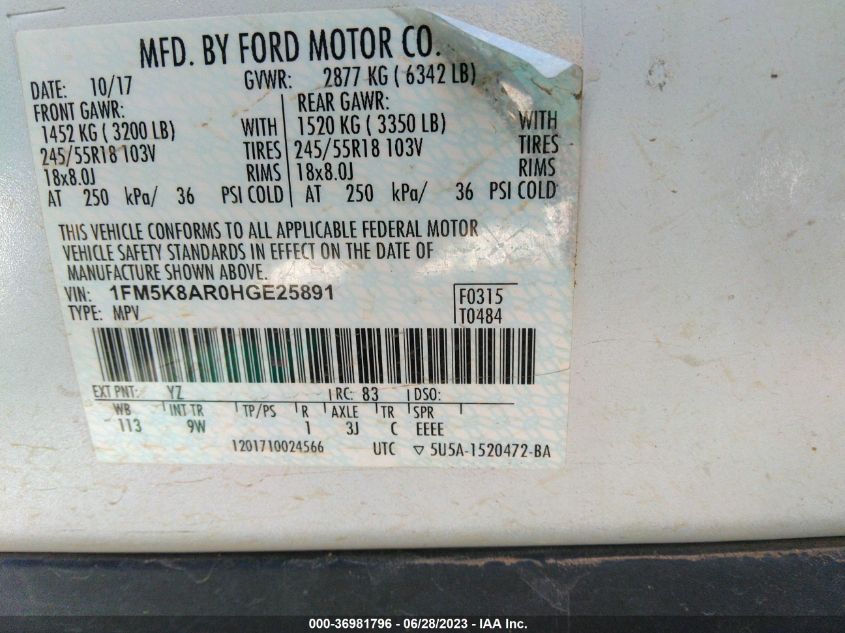 MFD. BY FORD MOTOR CO.
DATE: 10/17 GVWR: 2877 KG ( 6342 LB)
FRONT GAWR: REAR GAWR:
1452 KG ( 3200 LB) WITH 1520 KG ( 3350 LB) WITH
245/55R18 103V TIRES 245/55R18 103V TIRES
18x8.0J RIMS 18x8.0J RIMS
AT 250 kPa/ 36 PSI COLD AT 250 kPa/ 36 PSI COLD
THIS VEHICLE CONFORMS TO ALL APPLICABLE FEDERAL MOTOR
VEHICLE SAFETY STANDARDS IN EFFECT ON THE DATE OF
MANUFACTURE SHOWN ABOVE.
VIN: 1FM5K8AR0HGE25891 F0315
TYPE: MPV T0484
EXT PNT: YZ RC: 83 DSO:
WB INT TR TP/PS R AXLE TR SPR
113 9W 1 3J C EEEE
1201710024566 UTC ▽ 5U5A-1520472-BA
000-36981796 - 06/28/2023 - IAA Inc.